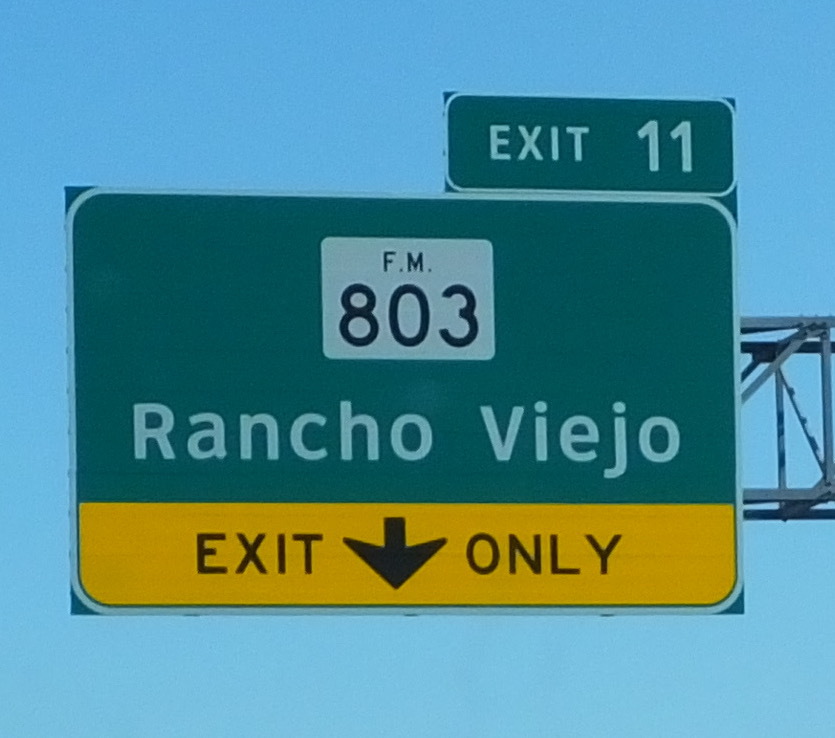 EXIT 11
F.M.
803
Rancho Viejo
EXIT ONLY